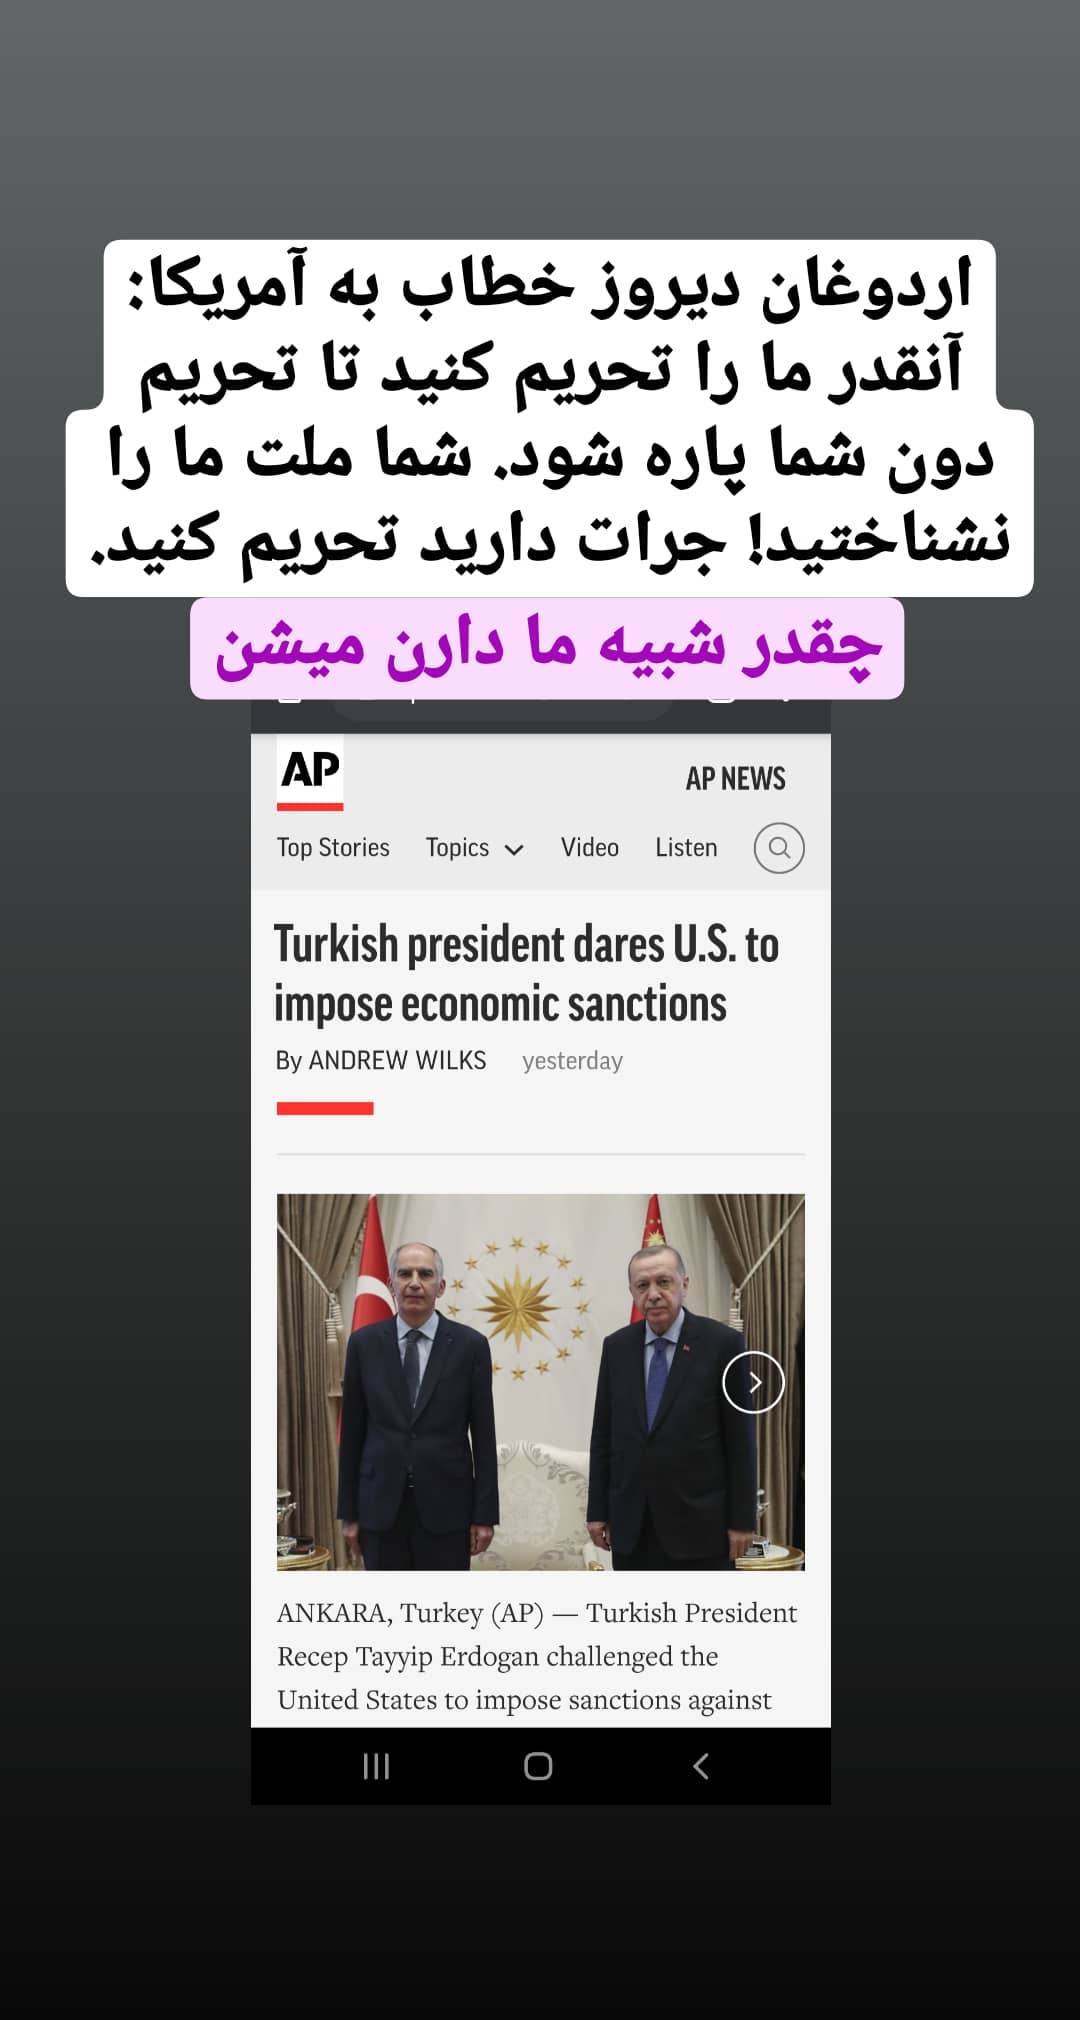 اردوغان دیروز خطاب به آمریکا:
آنقدر ما را تحریم کنید تا تحریم
دون شما پاره شود. شما ملت ما را
نشناختید! جرات دارید تحریم کنید.
چقدر شبیه ما دارن میشن
AP
AP NEWS
Top Stories Topics Video Listen
Turkish president dares U.S. to
impose economic sanctions
By ANDREW WILKS yesterday
ANKARA, Turkey (AP) — Turkish President
Recep Tayyip Erdogan challenged the
United States to impose sanctions against